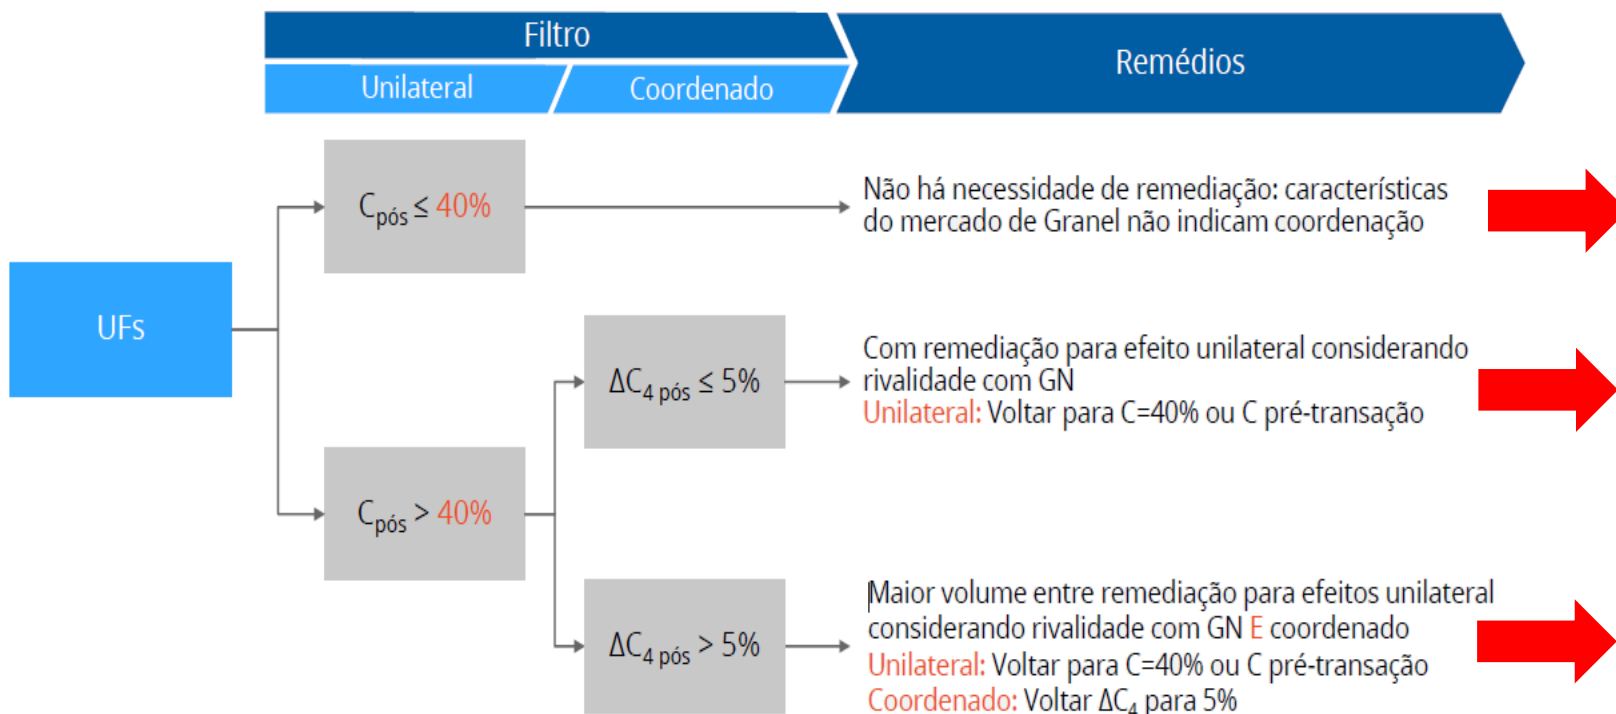 Filtro
Unilateral
Coordenado
Remédios
UFs
Cpós ≤ 40%
Não há necessidade de remediação: características
do mercado de Granel não indicam coordenação
Cpós > 40%
ΔC4 pós ≤ 5%
Com remediação para efeito unilateral considerando
rivalidade com GN
Unilateral: Voltar para C=40% ou C pré-transação
ΔC4 pós > 5%
Maior volume entre remediação para efeitos unilateral
considerando rivalidade com GN E coordenado
Unilateral: Voltar para C=40% ou C pré-transação
Coordenado: Voltar ΔC4 para 5%